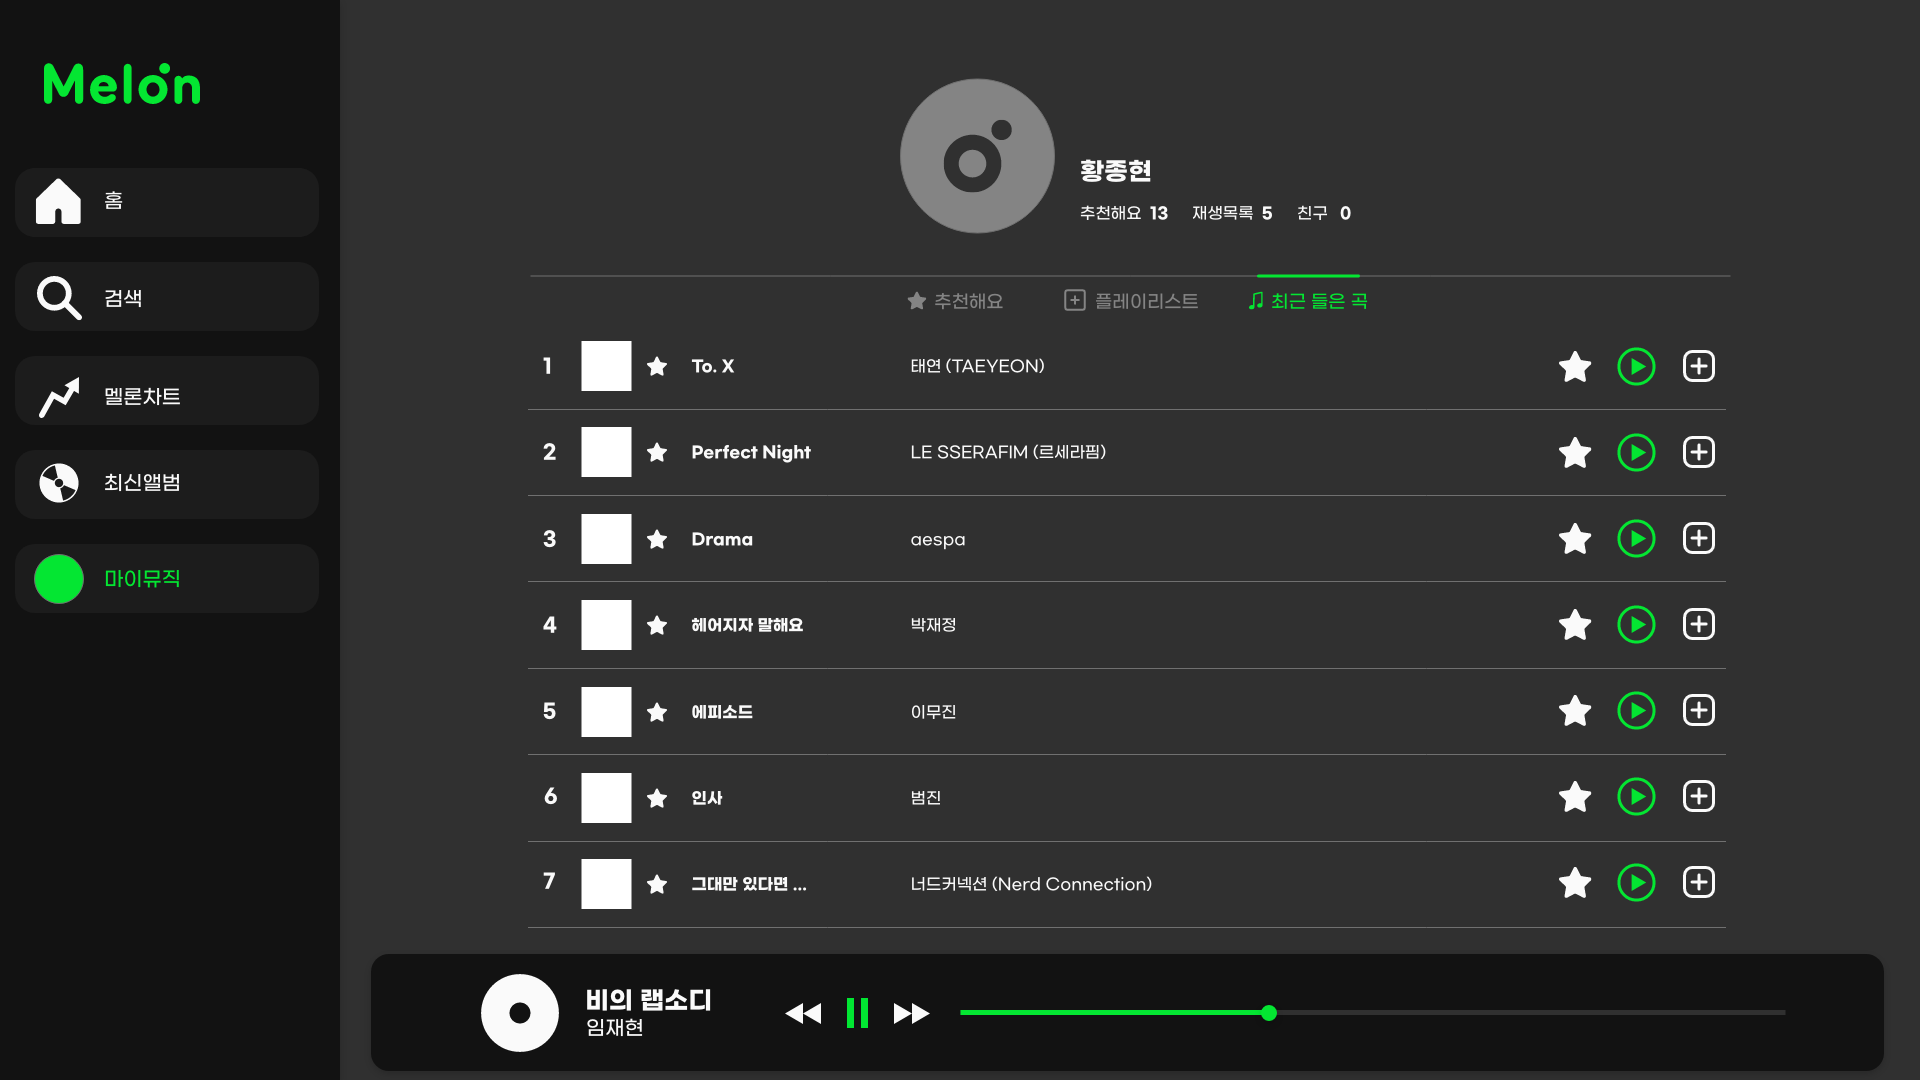 Melon
홈
검색
멜론차트
최신앨범
마이뮤직
황종현
추천해요 13 재생목록 5 친구 0
추천해요 플레이리스트 최근 들은 곡
1 To. X 태연 (TAEYEON)
2 Perfect Night LE SSERAFIM (르세라핌)
3 Drama aespa
4 헤어지자 말해요 박재정
5 에피소드 이무진
6 인사 범진
7 그대만 있다면 ... 너드커넥션 (Nerd Connection)
비의 랩소디
임재현